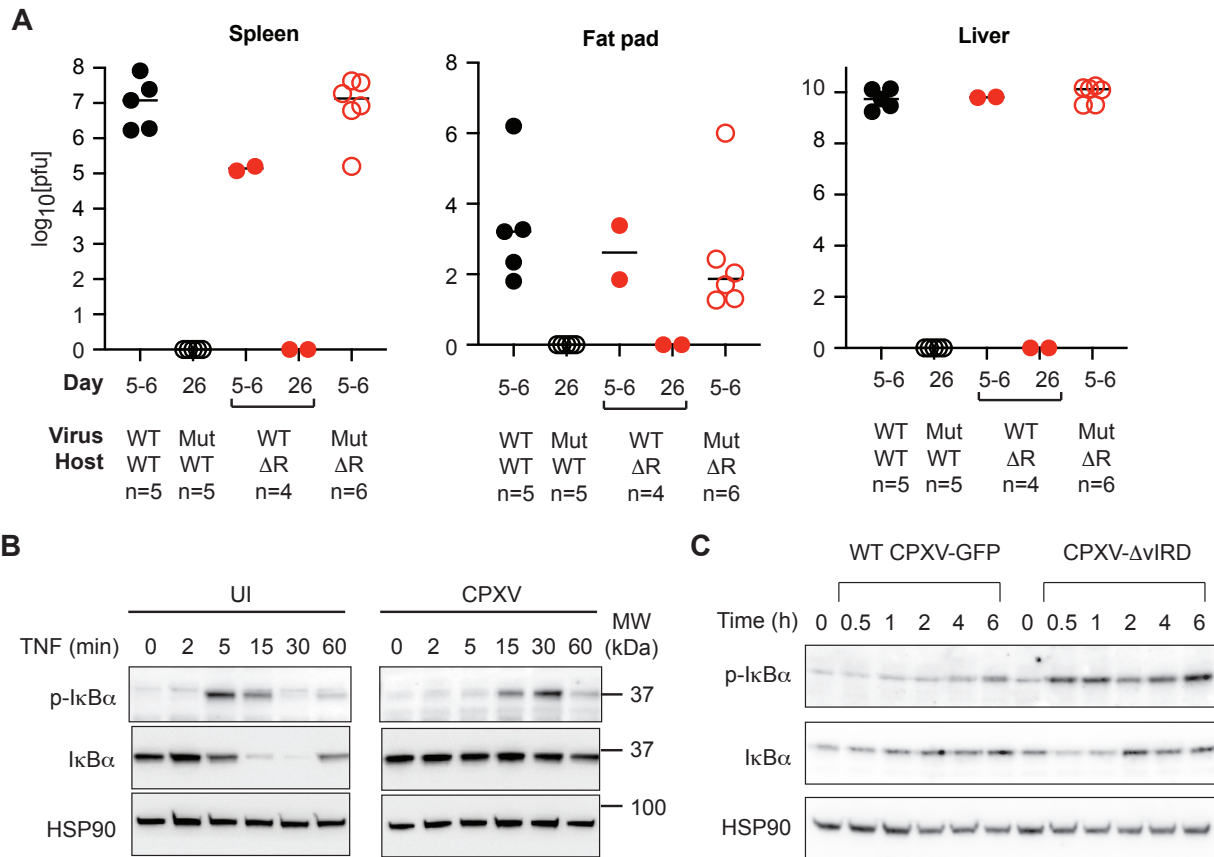 A
Spleen
Fat pad
Liver
log10[pfu]
8
7
6
5
4
3
2
1
0
8
6
4
2
0
10
8
6
4
2
0
Day 5-6 26 5-6 26 5-6
5-6 26 5-6 26 5-6
5-6 26 5-6 26 5-6
Virus WT Mut WT Mut
Host WT WT ΔR ΔR
n=5 n=5 n=4 n=6
WT Mut WT Mut
WT WT ΔR ΔR
n=5 n=5 n=4 n=6
WT Mut WT Mut
WT WT ΔR ΔR
n=5 n=5 n=4 n=6
B
UI CPXV
TNF (min) 0 2 5 15 30 60 0 2 5 15 30 60 MW (kDa)
p-IκBα 37
IκBα 37
HSP90 100
C
WT CPXV-GFP CPXV-ΔvIRD
Time (h) 0 0.5 1 2 4 6 0 0.5 1 2 4 6
p-IκBα
IκBα
HSP90